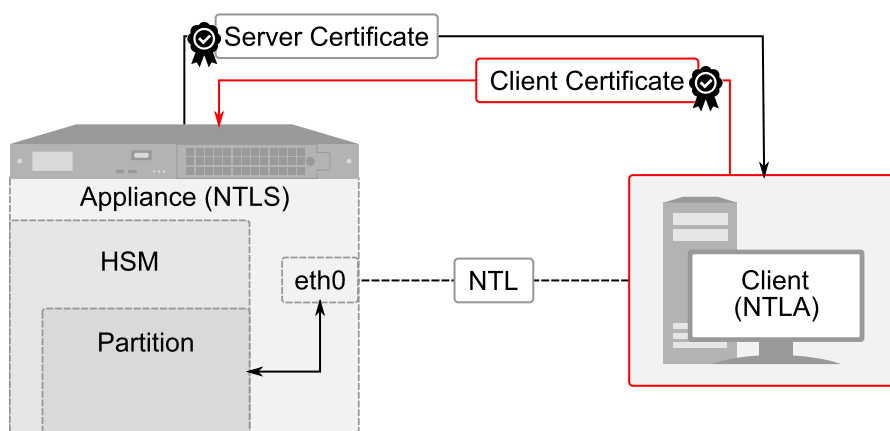 Server Certificate
Client Certificate
Appliance (NTLS)
HSM
eth0
NTL
Client
(NTLA)
Partition